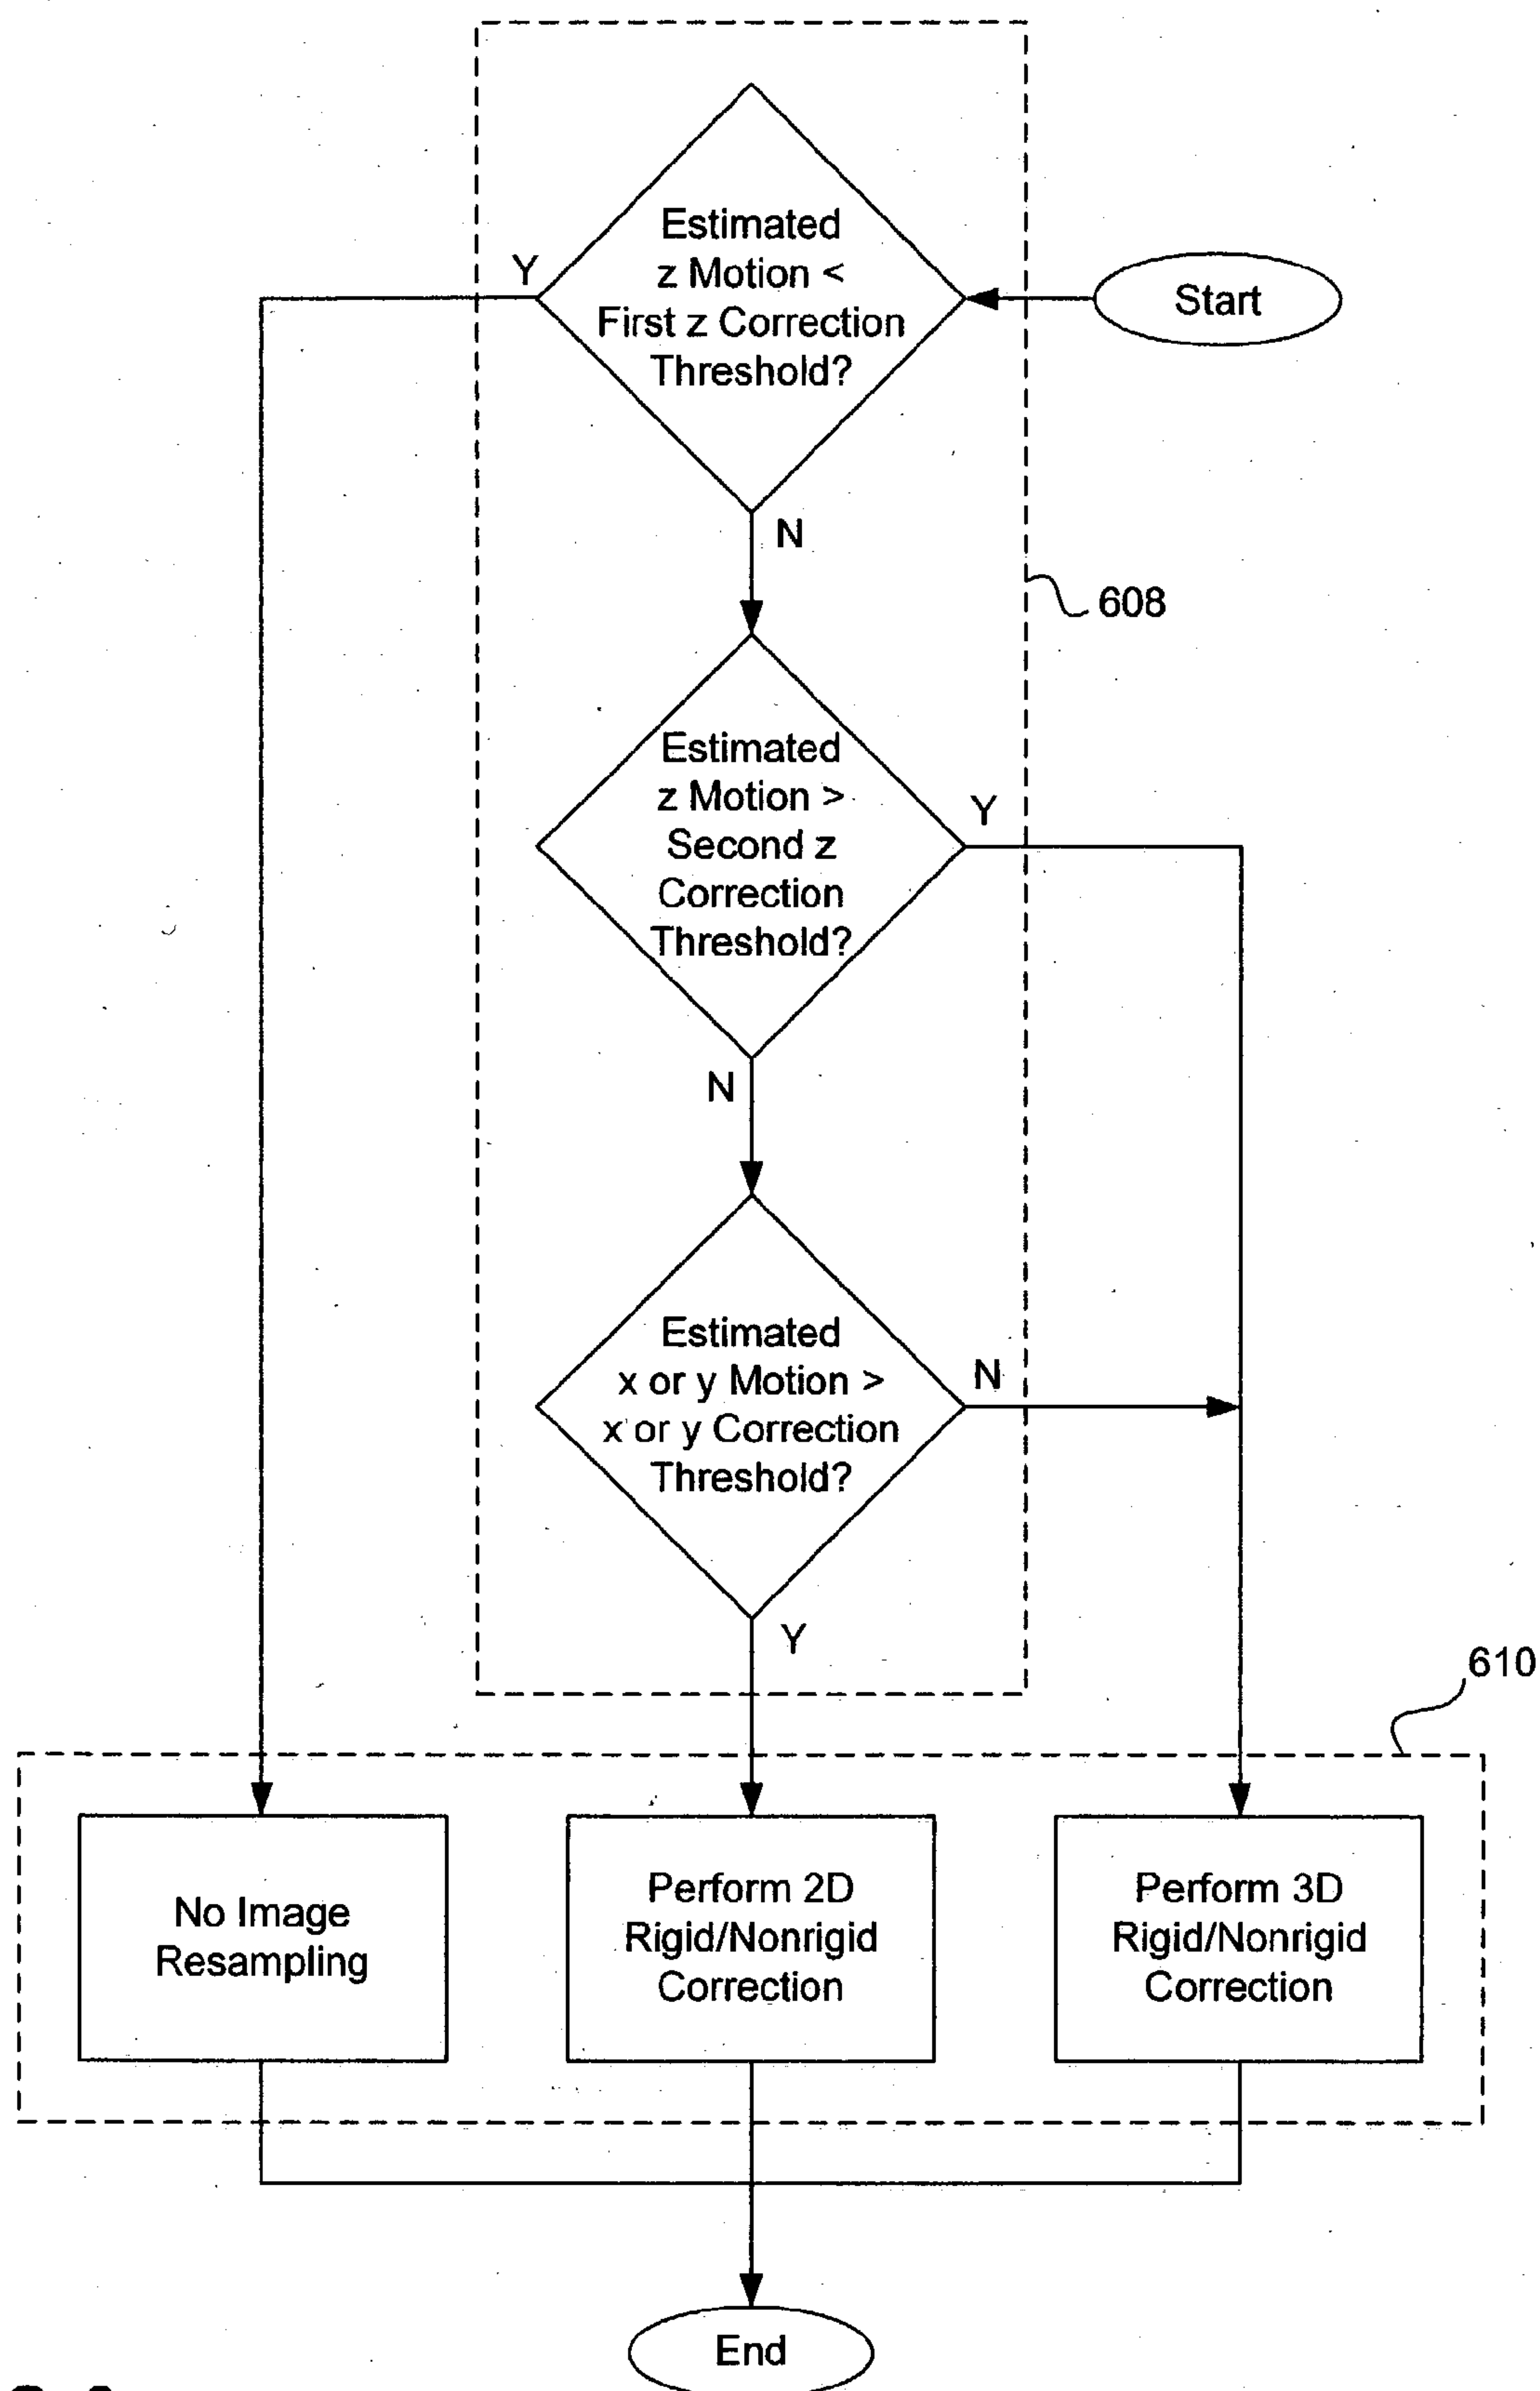 Estimated
z Motion <
First z Correction
Threshold?
Y
Start
N
608
Estimated
z Motion >
Second z
Correction
Threshold?
Y
N
Estimated
x or y Motion >
x or y Correction
Threshold?
N
Y
610
No Image
Resampling
Perform 2D
Rigid/Nonrigid
Correction
Perform 3D
Rigid/Nonrigid
Correction
End